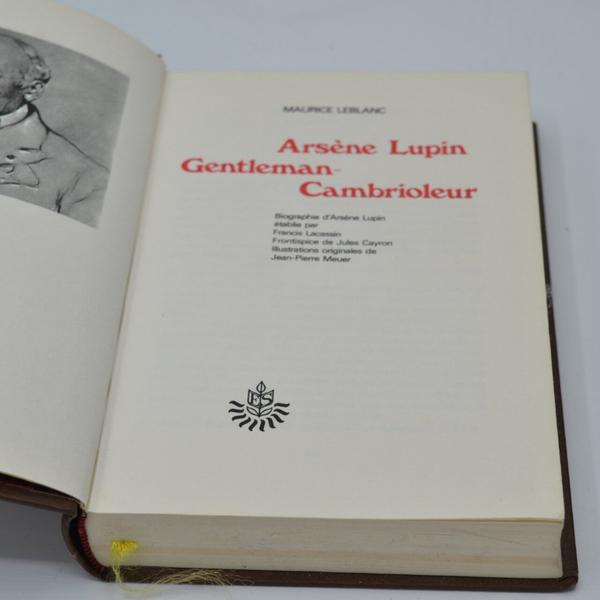 MAURICE LEBLANC
Arsène Lupin
Gentleman-
Cambrioleur
Biographie d'Arsène Lupin
établie par
Francis Lacassin
Frontispice de Jules Cayron
Illustrations originales de
Jean-Pierre Meuer
ES